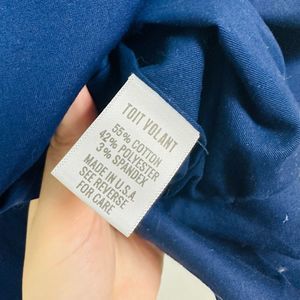 TOIT VOLANT
55% COTTON
42% POLYESTER
3% SPANDEX
MADE IN U.S.A.
SEE REVERSE
FOR CARE